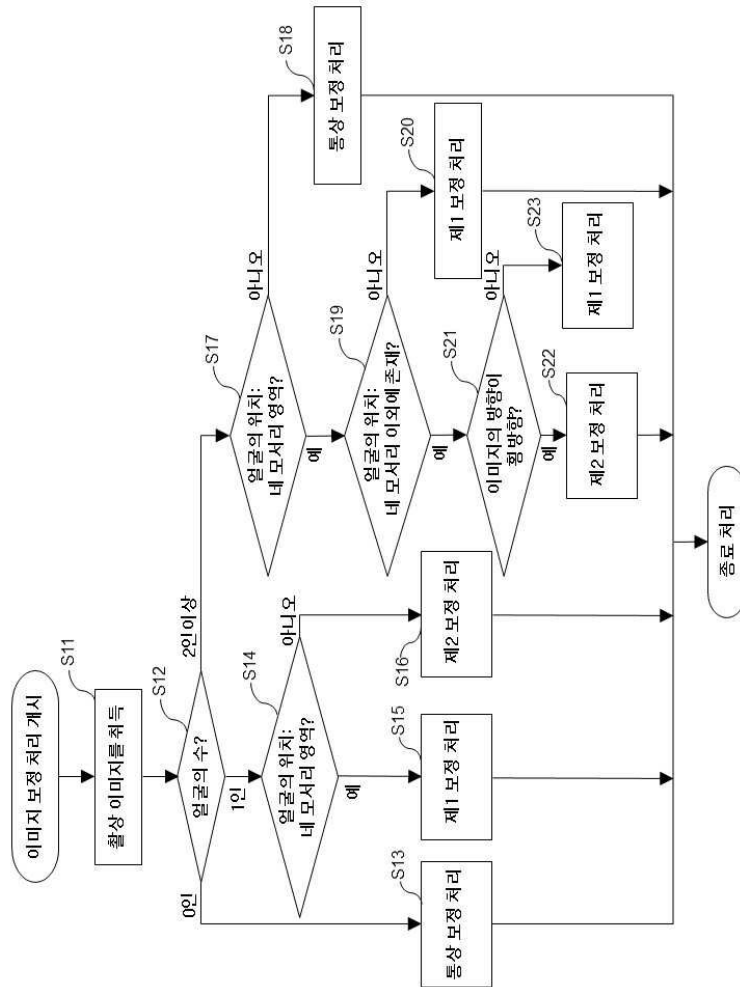 이미지 보정 처리 개시
S11
촬상 이미지를 취득
S12
얼굴의 수?
0인
1인
2인 이상
S13
통상 보정 처리
S14
얼굴의 위치:
네 모서리 영역?
예
아니오
S15
제1 보정 처리
S16
제2 보정 처리
S17
얼굴의 위치:
네 모서리 영역?
예
아니오
S18
통상 보정 처리
S19
얼굴의 위치:
네 모서리 이외에 존재?
예
아니오
S20
제1 보정 처리
S21
이미지의 방향이
횡방향?
예
아니오
S22
제2 보정 처리
S23
제1 보정 처리
종료 처리